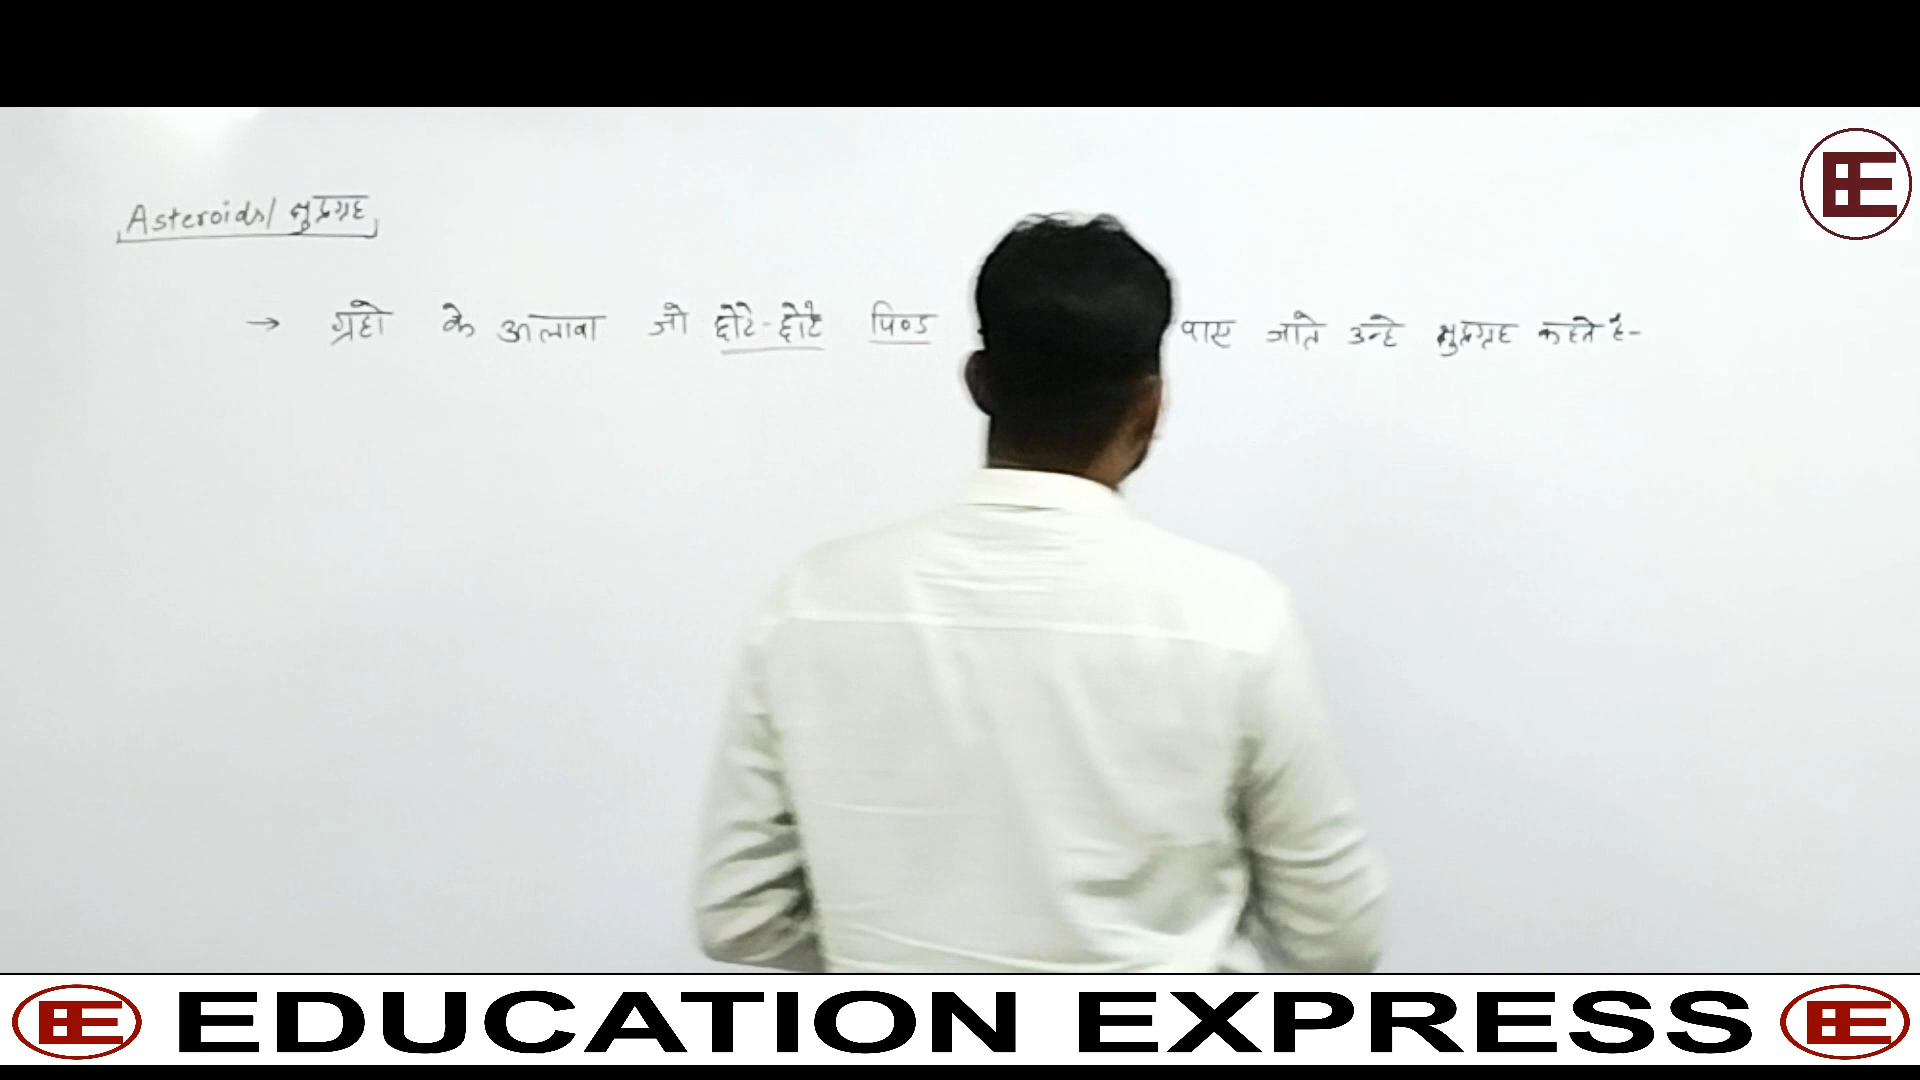 Asteroids/ क्षुद्रग्रह
→ ग्रहो के अलावा जो छोटे-छोटे पिण्ड पाए जाते उन्हे क्षुद्रग्रह कहते है-
EDUCATION EXPRESS